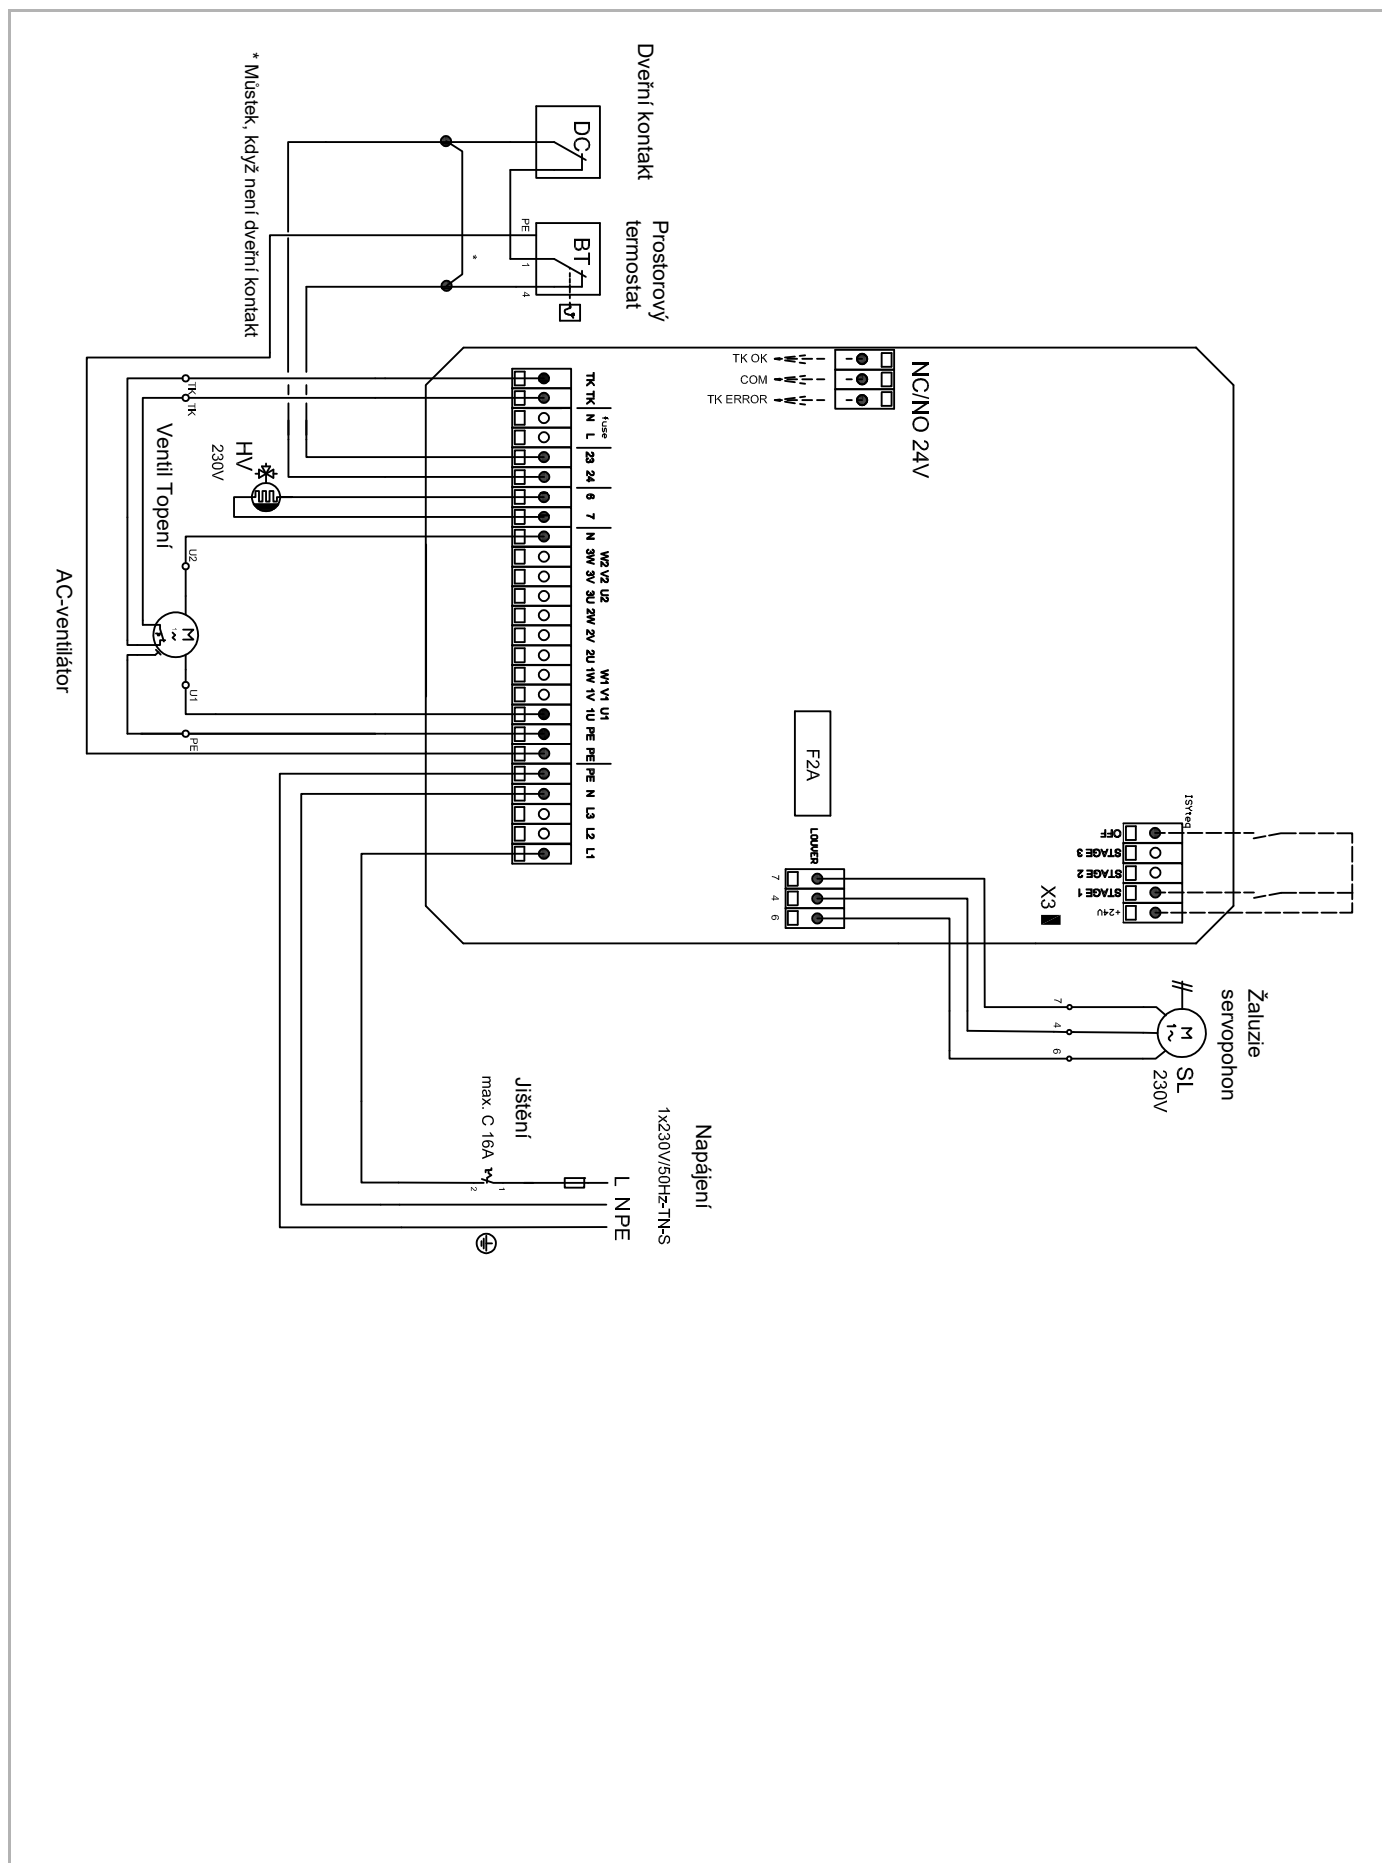 Dveřní kontakt
DC
Prostorový
termostat
BT
PE
1
4
*
* Můstek, když není dveřní kontakt
NC/NO 24V
TK OK
COM
TK ERROR
TK TK
N L
fuse
23 24
6 7
N 3W 3V 3U 2W 2V 2U 1W 1V 1U PE PE
W2 V2 U2
W1 V1 U1
PE N L3 L2 L1
TK
TK
HV
230V
Ventil Topení
U2
M
1~
U1
PE
AC-ventilátor
F2A
LOUVER
7
4
6
ISYteq
OFF
STAGE 3
STAGE 2
STAGE 1
+24V
X3
Žaluzie
servopohon
SL
230V
M
1~
7
4
6
Napájení
1x230V/50Hz-TN-S
L N PE
Jištění
max. C 16A
1
2